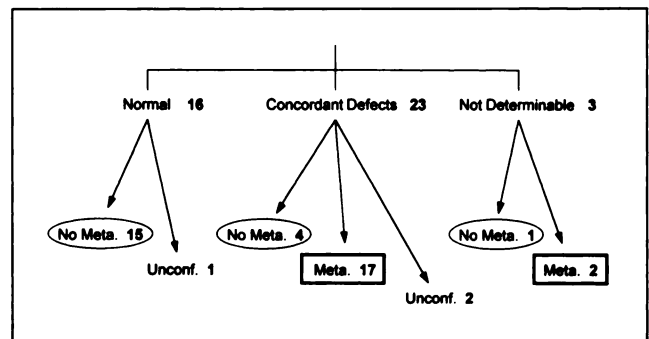 Normal 16 Concordant Defects 23 Not Determinable 3
No Meta. 15 No Meta. 4 No Meta. 1
Unconf. 1 Meta. 17 Meta. 2
Unconf. 2